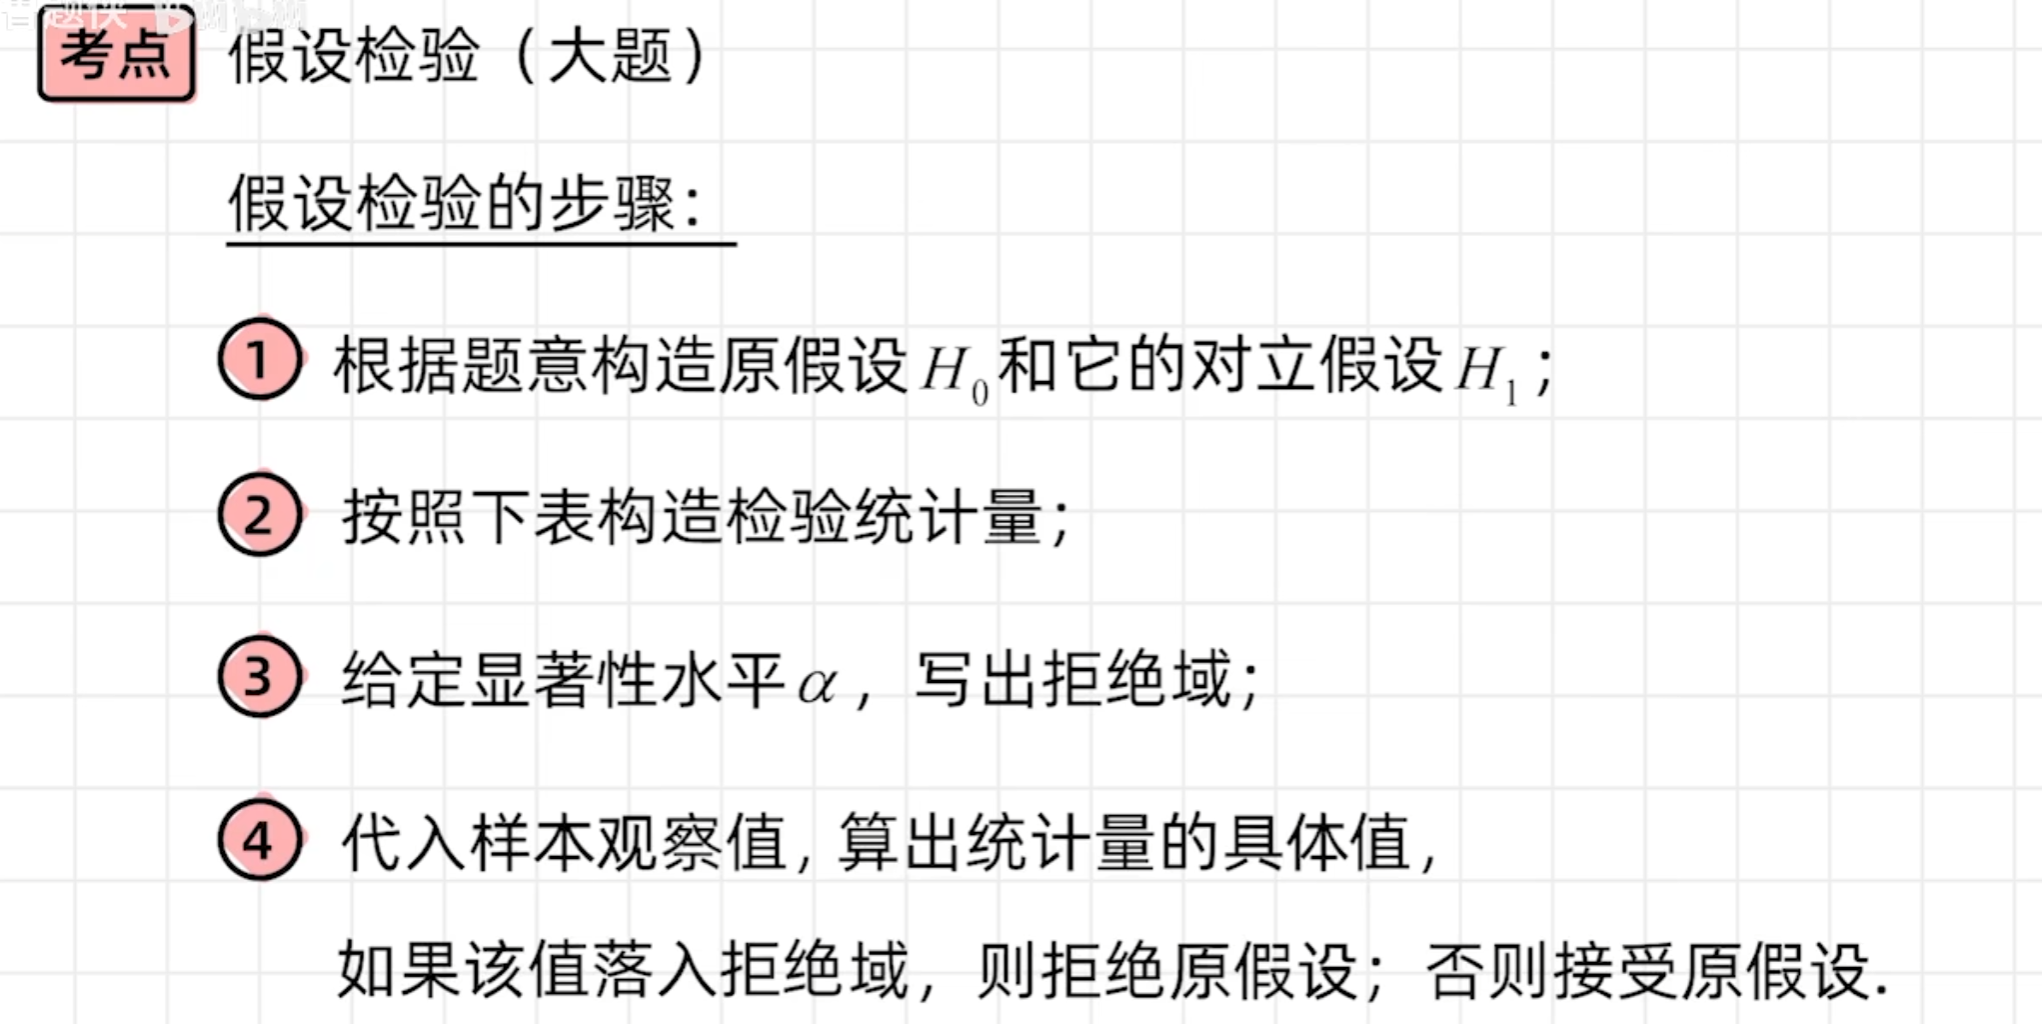 考点 假设检验（大题）
假设检验的步骤：
1 根据题意构造原假设H₀和它的对立假设H₁；
2 按照下表构造检验统计量；
3 给定显著性水平α，写出拒绝域；
4 代入样本观察值，算出统计量的具体值，
如果该值落入拒绝域，则拒绝原假设；否则接受原假设.